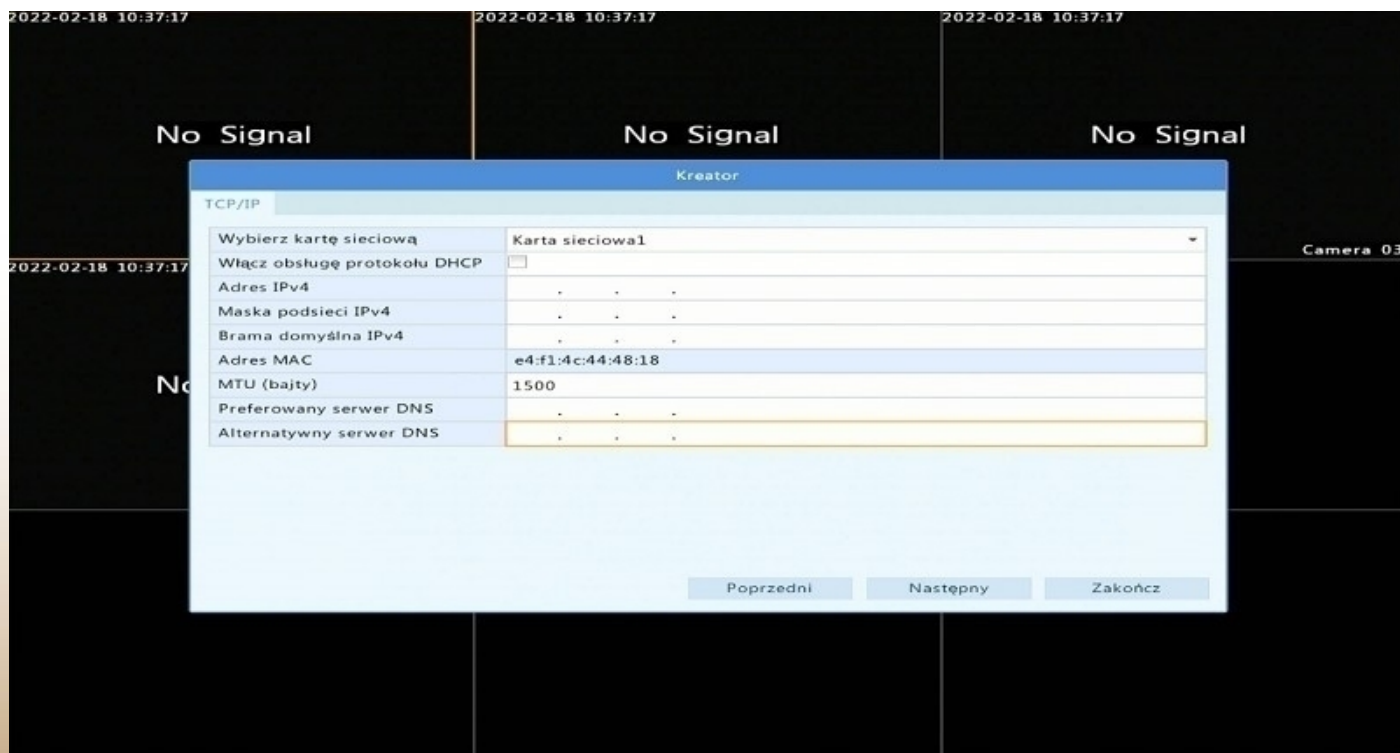 2022-02-18 10:37:17
2022-02-18 10:37:17
2022-02-18 10:37:17
No Signal
No Signal
No Signal
Kreator
TCP/IP
Wybierz kartę sieciową Karta sieciowa1
Camera 03
2022-02-18 10:37:17
Włącz obsługę protokołu DHCP
Adres IPv4 . . .
Maska podsieci IPv4 . . .
Brama domyślna IPv4 . . .
Adres MAC e4:f1:4c:44:48:18
No
MTU (bajty) 1500
Preferowany serwer DNS . . .
Alternatywny serwer DNS . . .
Poprzedni Następny Zakończ